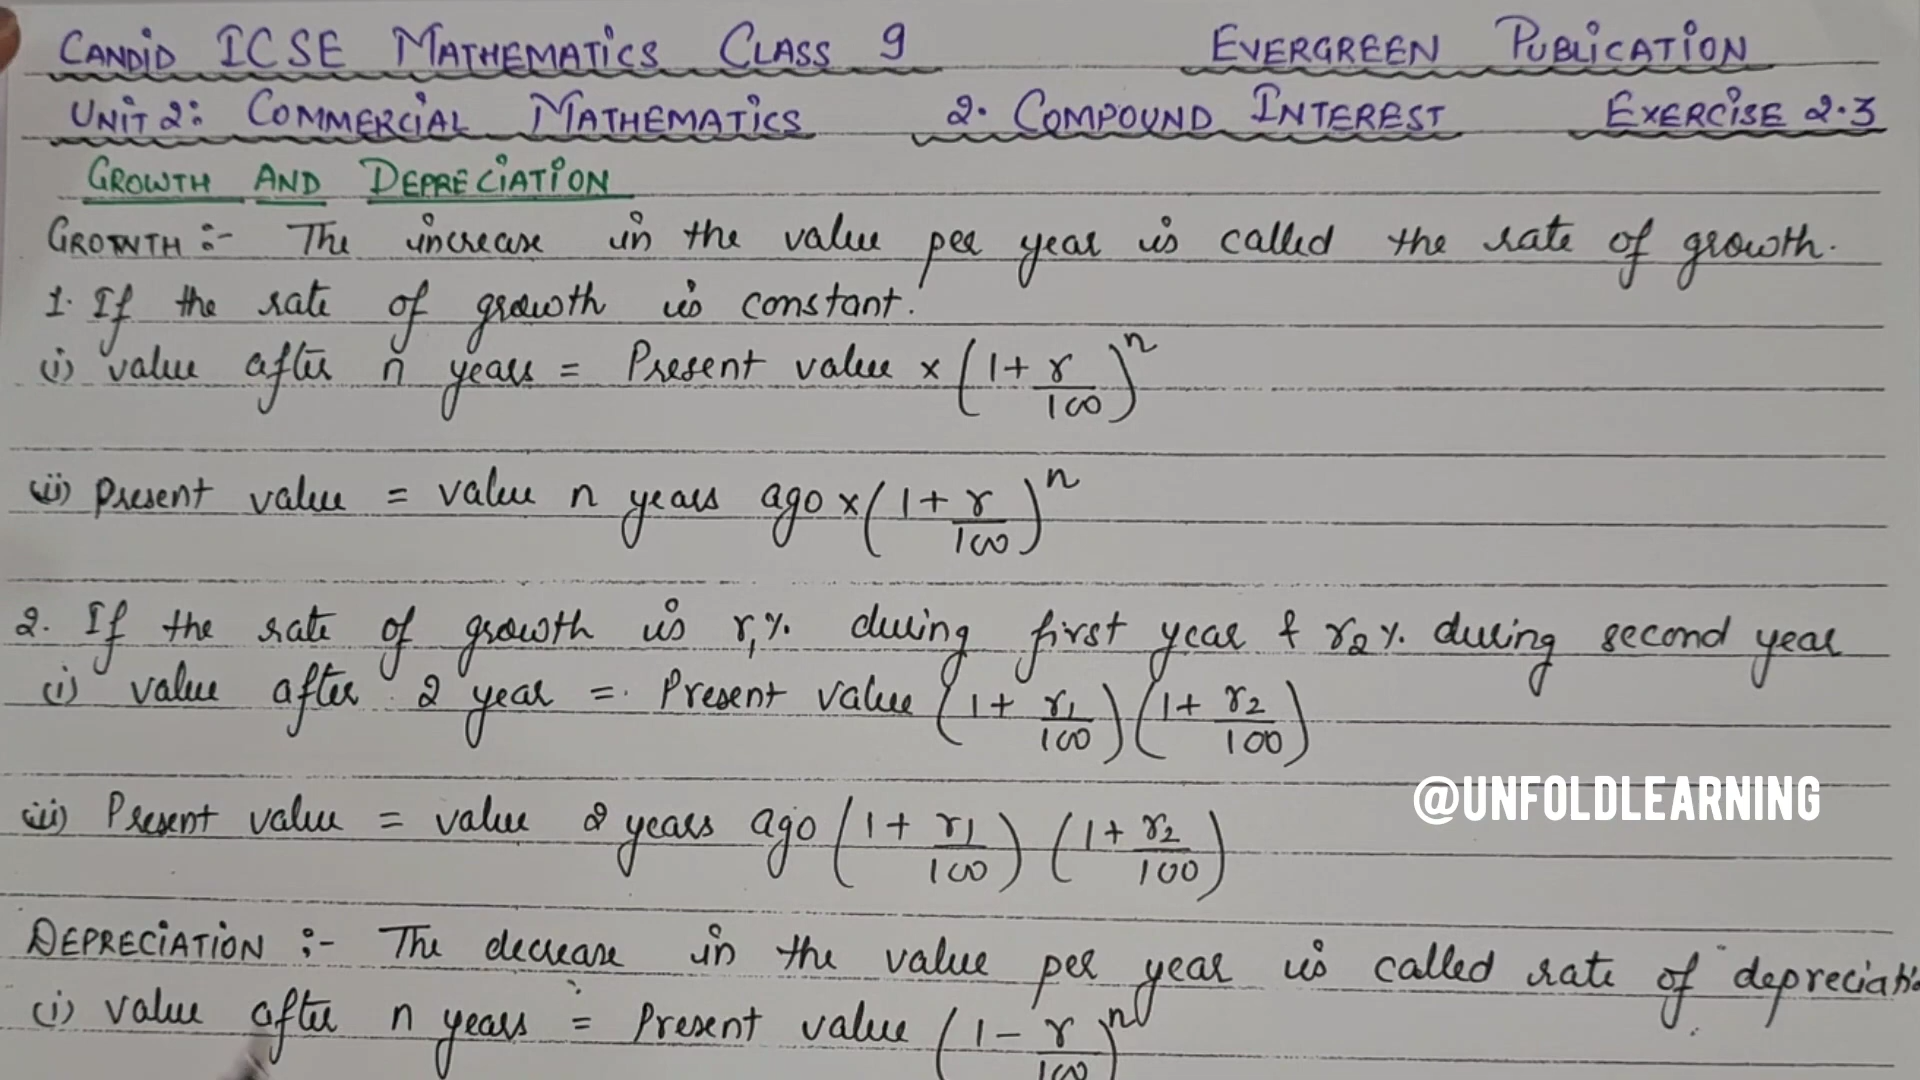 CANDID ICSE MATHEMATICS CLASS 9 EVERGREEN PUBLICATION
UNIT 2: COMMERCIAL MATHEMATICS 2. COMPOUND INTEREST EXERCISE 2.3
GROWTH AND DEPRECIATION
GROWTH :- The increase in the value per year is called the rate of growth.
1. If the rate of growth is constant.
(i) value after n years = Present value × (1 + r/100)^n
(ii) Present value = value n years ago × (1 + r/100)^n
2. If the rate of growth is r₁% during first year & r₂% during second year
(i) value after 2 year = Present value (1 + r₁/100)(1 + r₂/100)
@UNFOLDLEARNING
(ii) Present value = value 2 years ago (1 + r₁/100) (1 + r₂/100)
DEPRECIATION :- The decrease in the value per year is called rate of depreciatio
(i) value after n years = Present value (1 - r/100)^n